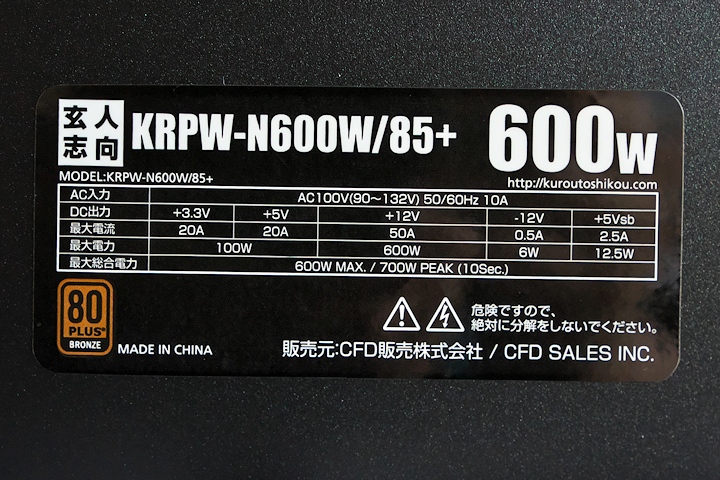 玄人
志向
KRPW-N600W/85+
600W
MODEL:KRPW-N600W/85+
http://kuroutoshikou.com
AC入力 AC100V(90～132V) 50/60Hz 10A
DC出力 +3.3V +5V +12V -12V +5Vsb
最大電流 20A 20A 50A 0.5A 2.5A
最大電力 100W 600W 6W 12.5W
最大総合電力 600W MAX. / 700W PEAK (10Sec.)
80
PLUS®
BRONZE
MADE IN CHINA
危険ですので、
絶対に分解をしないでください。
販売元:CFD販売株式会社 / CFD SALES INC.